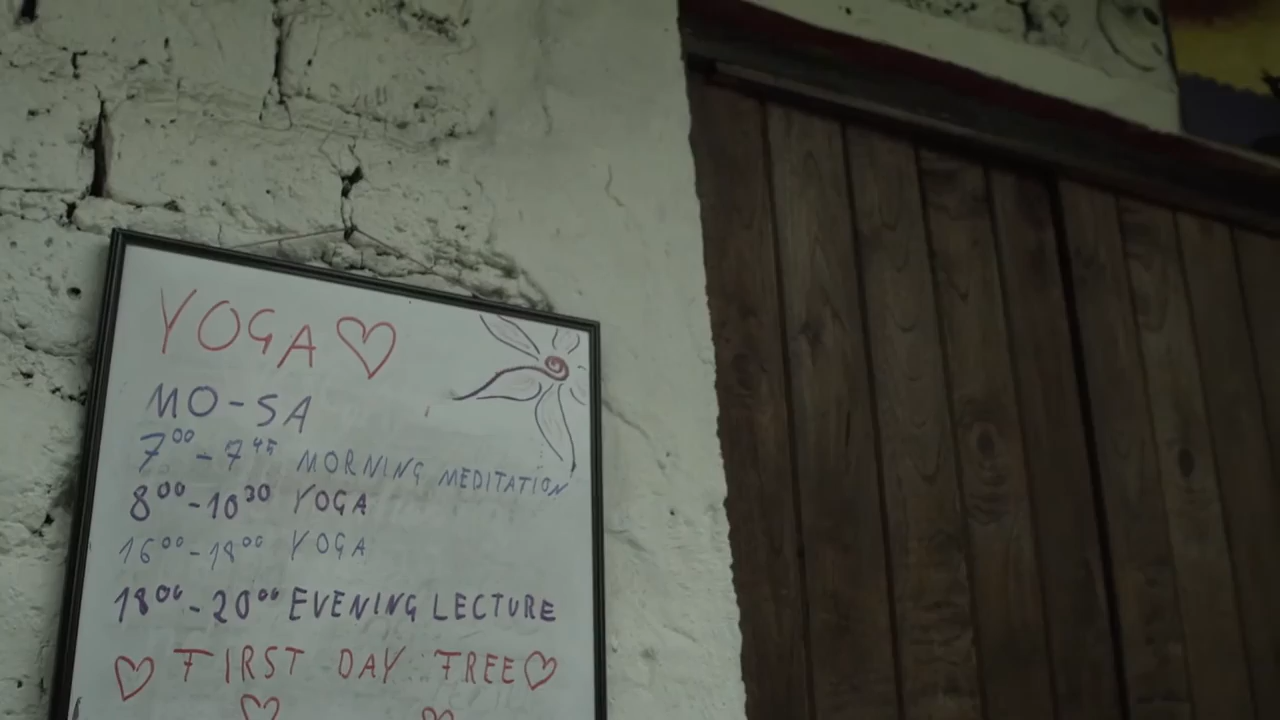 YOGA
MO-SA
7⁰⁰-7⁴⁵ MORNING MEDITATION
8⁰⁰-10³⁰ YOGA
16⁰⁰-18⁰⁰ YOGA
18⁰⁰-20⁰⁰ EVENING LECTURE
FIRST DAY FREE